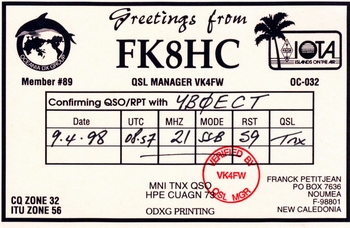 Greetings from
OCEANIA DX GROUP
FK8HC
IOTA
ISLANDS ON THE AIR
Member #89
QSL MANAGER VK4FW
OC-032
Confirming QSO/RPT with YBØECT
DATE UTC MHZ MODE RST QSL
9.4.98 08.57 21 SSB 59 Tnx
VERIFIED BY
VK4FW
QSL MGR
MNI TNX QSO
HPE CUAGN 73
CQ ZONE 32
ITU ZONE 56
ODXG PRINTING
FRANCK PETITJEAN
PO BOX 7636
NOUMEA
F-98801
NEW CALEDONIA